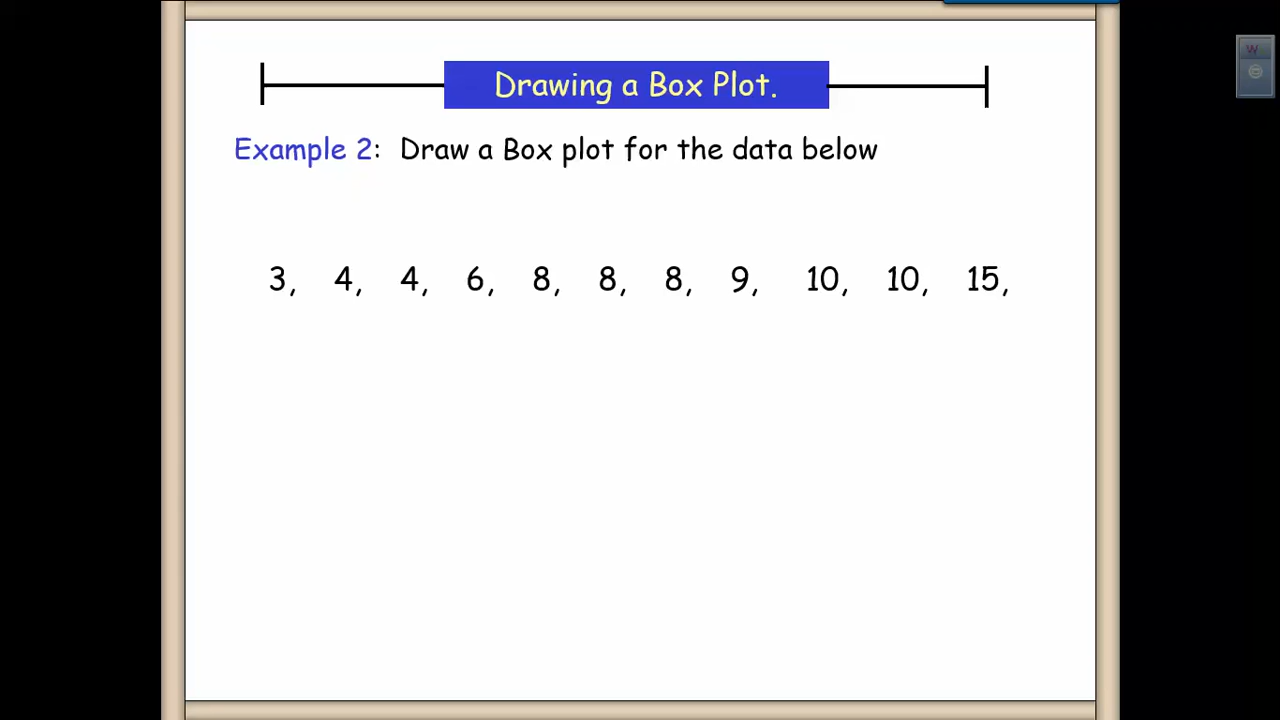 Drawing a Box Plot.
Example 2: Draw a Box plot for the data below
3, 4, 4, 6, 8, 8, 8, 9, 10, 10, 15,
W